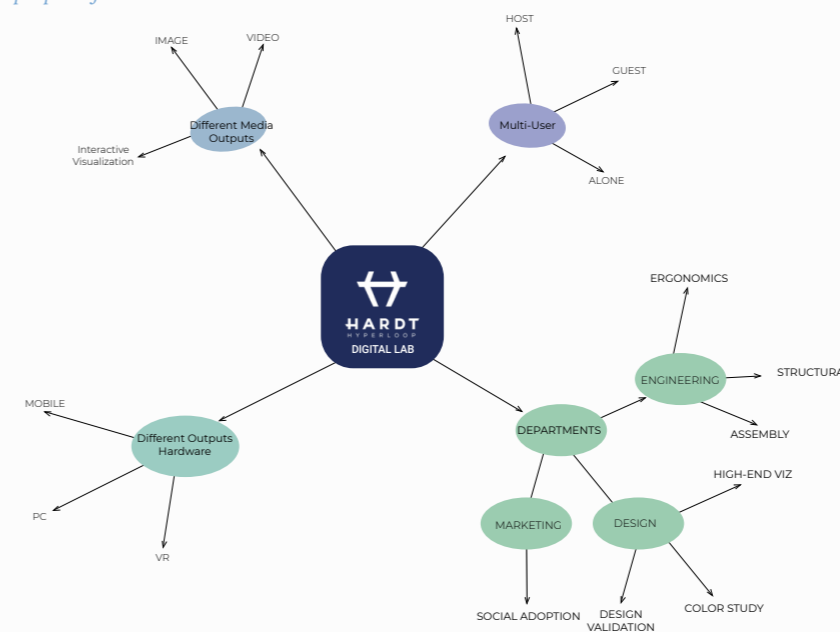 IMAGE
VIDEO
Different Media
Outputs
Interactive
Visualization
HOST
GUEST
Multi-User
ALONE
HARDT
HYPERLOOP
DIGITAL LAB
ERGONOMICS
ENGINEERING
STRUCTURA
ASSEMBLY
DEPARTMENTS
MOBILE
Different Outputs
Hardware
PC
VR
HIGH-END VIZ
MARKETING
DESIGN
SOCIAL ADOPTION
DESIGN
VALIDATION
COLOR STUDY